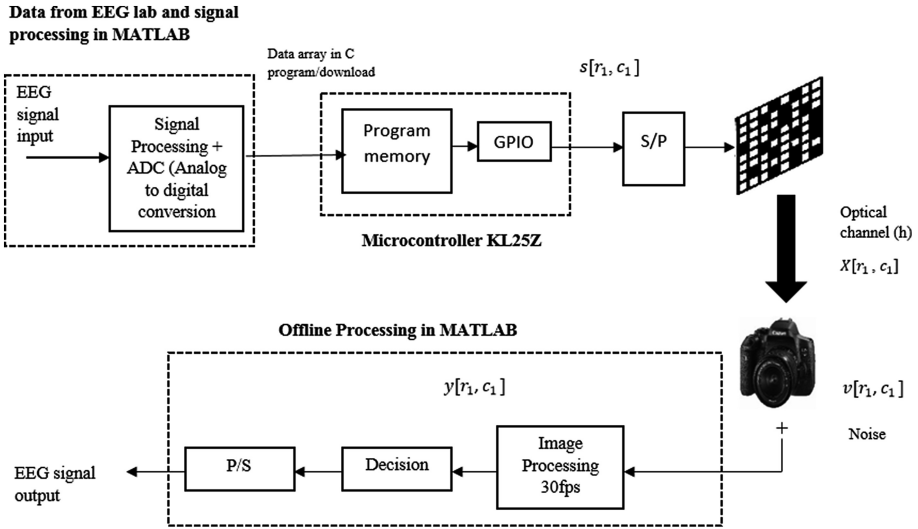 Data from EEG lab and signal
processing in MATLAB
EEG
signal
input
Signal
Processing +
ADC (Analog
to digital
conversion
Data array in C
program/download
Program
memory
GPIO
Microcontroller KL25Z
s[r₁, c₁]
S/P
Optical
channel (h)
X[r₁, c₁]
v[r₁, c₁]
+
Noise
Offline Processing in MATLAB
y[r₁, c₁]
Image
Processing
30fps
Decision
P/S
EEG signal
output